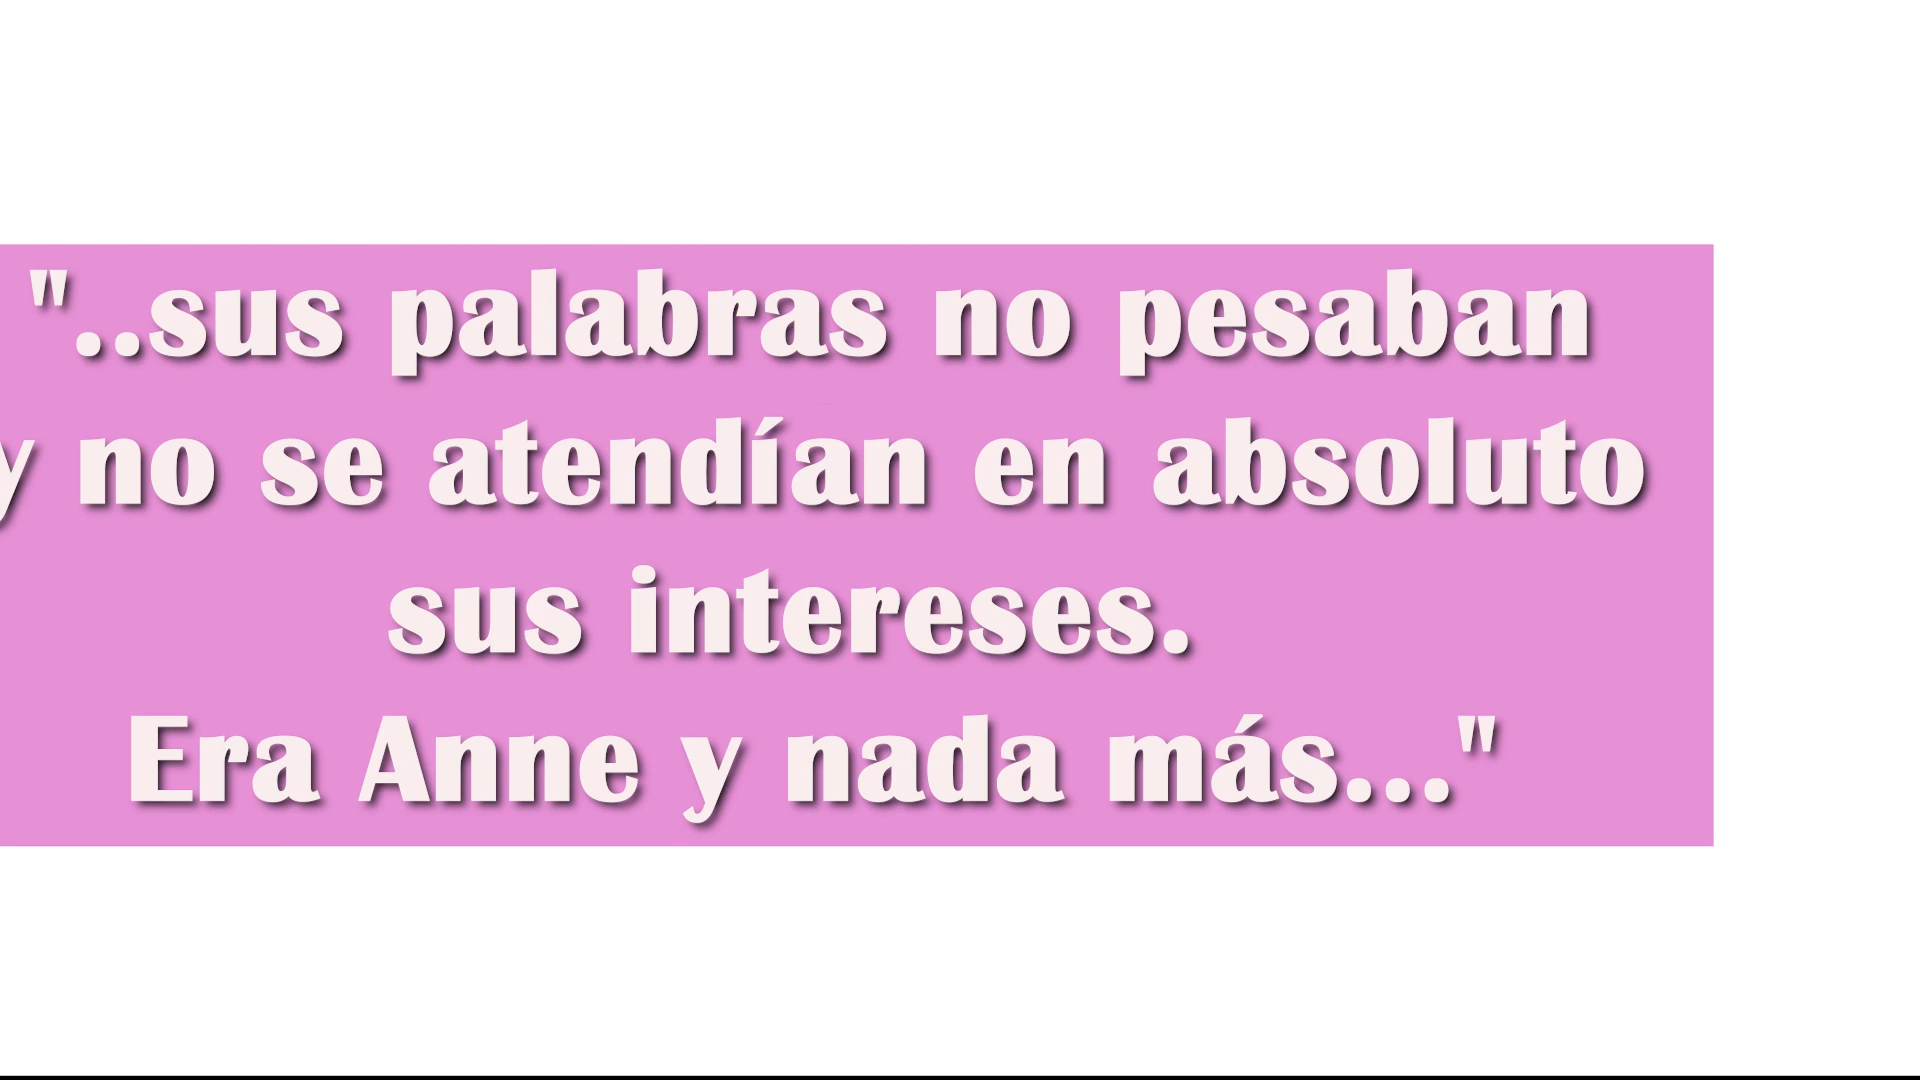 "..sus palabras no pesaban
y no se atendían en absoluto
sus intereses.
Era Anne y nada más..."